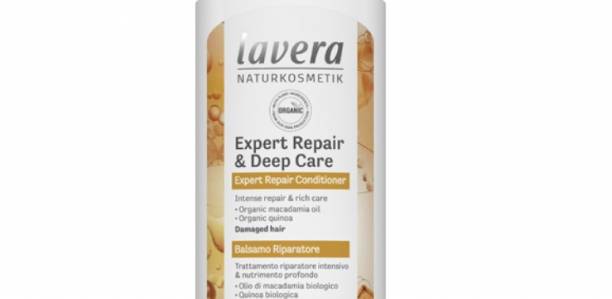 lavera
NATURKOSMETIK
ORGANIC
Expert Repair
& Deep Care
Expert Repair Conditioner
Intense repair & rich care
• Organic macadamia oil
• Organic quinoa
Damaged hair
Balsamo Riparatore
Trattamento riparatore intensivo
& nutrimento profondo
• Olio di macadamia biologico
• Quinoa biologica